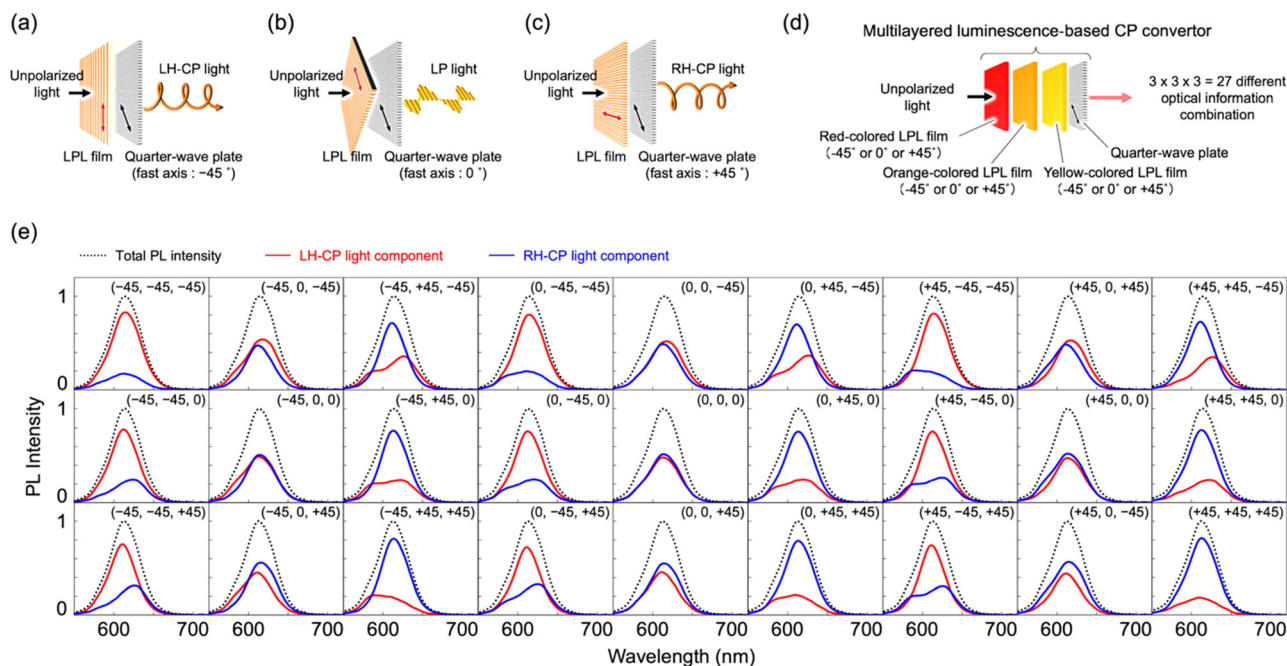 (a)
Unpolarized
light
LH-CP light
LPL film
Quarter-wave plate
(fast axis : −45 ˚)
(b)
Unpolarized
light
LP light
LPL film
Quarter-wave plate
(fast axis : 0 ˚)
(c)
Unpolarized
light
RH-CP light
LPL film
Quarter-wave plate
(fast axis : +45 ˚)
(d)
Multilayered luminescence-based CP convertor
Unpolarized
light
3 x 3 x 3 = 27 different
optical information
combination
Red-colored LPL film
(-45˚ or 0˚ or +45˚)
Quarter-wave plate
Orange-colored LPL film
(-45˚ or 0˚ or +45˚)
Yellow-colored LPL film
(-45˚ or 0˚ or +45˚)
(e)
Total PL intensity
LH-CP light component
RH-CP light component
PL Intensity
1
0
(−45, −45, −45)
(−45, 0, −45)
(−45, +45, −45)
(0, −45, −45)
(0, 0, −45)
(0, +45, −45)
(+45, −45, −45)
(+45, 0, +45)
(+45, +45, −45)
600 700 600 700 600 700 600 700 600 700 600 700 600 700 600 700 600 700
1
0
(−45, −45, 0)
(−45, 0, 0)
(−45, +45, 0)
(0, −45, 0)
(0, 0, 0)
(0, +45, 0)
(+45, −45, 0)
(+45, 0, 0)
(+45, +45, 0)
1
0
(−45, −45, +45)
(−45, 0, +45)
(−45, +45, +45)
(0, −45, +45)
(0, 0, +45)
(0, +45, +45)
(+45, −45, +45)
(+45, 0, −45)
(+45, +45, +45)
Wavelength (nm)